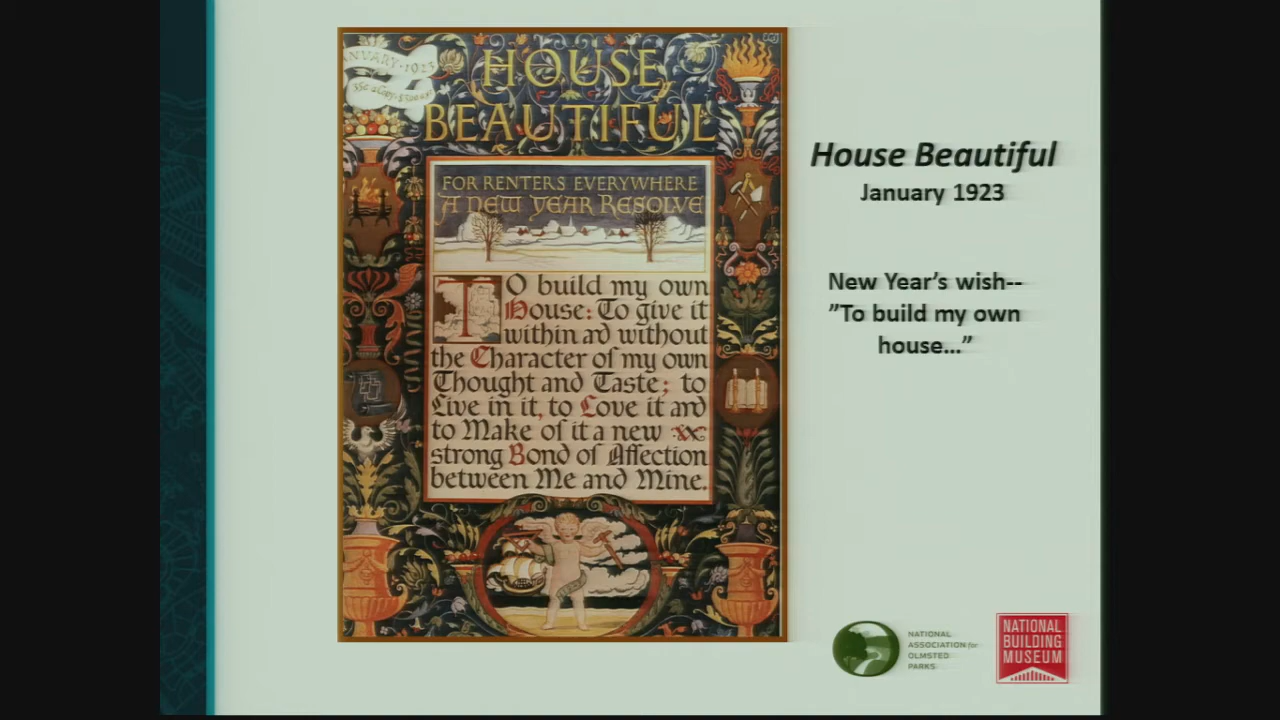 JANUARY · 1923
HOUSE
BEAUTIFUL
FOR RENTERS EVERYWHERE
A NEW YEAR RESOLVE
TO build my own
House: To give it
within and without
the Character of my own
Thought and Taste; to
Live in it, to Love it and
to Make of it a new
strong Bond of Affection
between Me and Mine.
House Beautiful
January 1923
New Year's wish--
"To build my own
house..."
NATIONAL
ASSOCIATION for
OLMSTED
PARKS
NATIONAL
BUILDING
MUSEUM